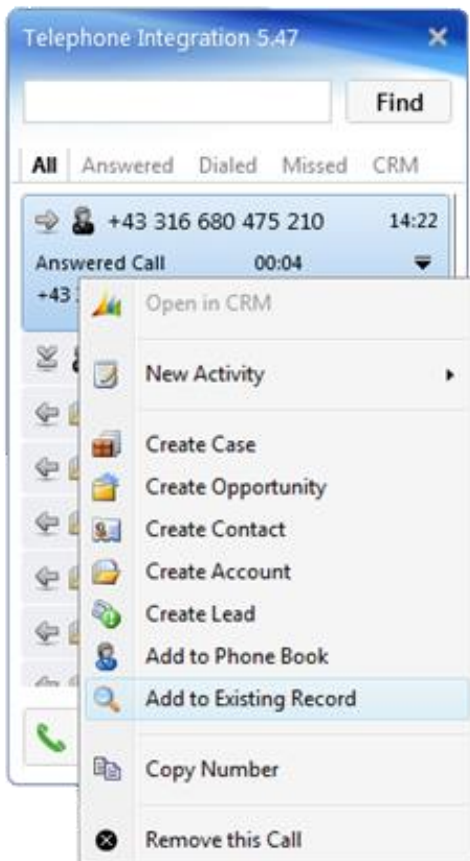 Telephone Integration 5.47
Find
All Answered Dialed Missed CRM
+43 316 680 475 210 14:22
Answered Call 00:04
+43
Open in CRM
New Activity
Create Case
Create Opportunity
Create Contact
Create Account
Create Lead
Add to Phone Book
Add to Existing Record
Copy Number
Remove this Call